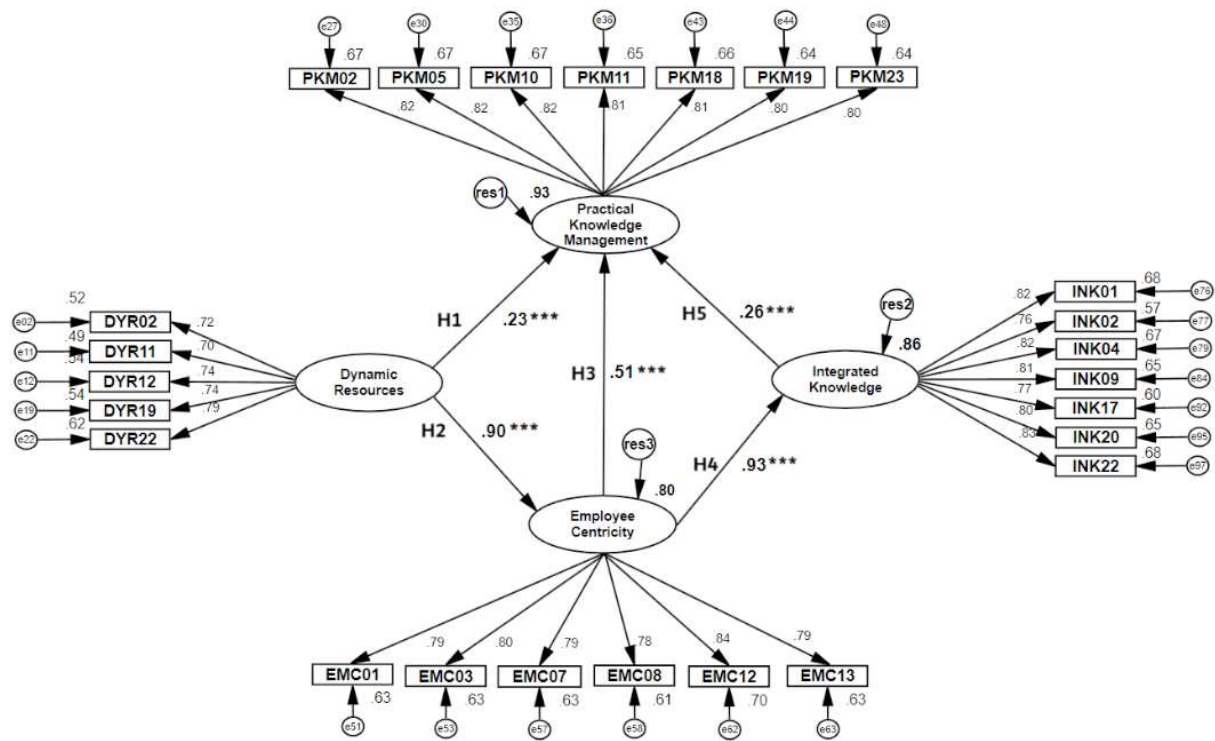 e27 e30 e35 e36 e43 e44 e48
.67 .67 .67 .65 .66 .64 .64
PKM02 PKM05 PKM10 PKM11 PKM18 PKM19 PKM23
.82 .82 .82 .81 .81 .80 .80
res1 .93
Practical
Knowledge
Management
H1 .23***
H5 .26***
res2
.86
Integrated
Knowledge
H3 .51 ***
Dynamic
Resources
H2 .90 ***
res3
.80
H4 .93***
Employee
Centricity
.52
e02 DYR02 .72
.49
e11 DYR11 .70
.54
e12 DYR12 .74
.54
e19 DYR19 .74
.62
e22 DYR22 .79
.82 INK01 .68 e76
.76 INK02 .57 e77
.82 INK04 .67 e79
.81 INK09 .65 e84
.77 INK17 .60 e92
.80 INK20 .65 e95
.83 INK22 .68 e97
.79 .80 .79 .78 .84 .79
EMC01 EMC03 EMC07 EMC08 EMC12 EMC13
.63 .63 .63 .61 .70 .63
e51 e53 e57 e58 e62 e63